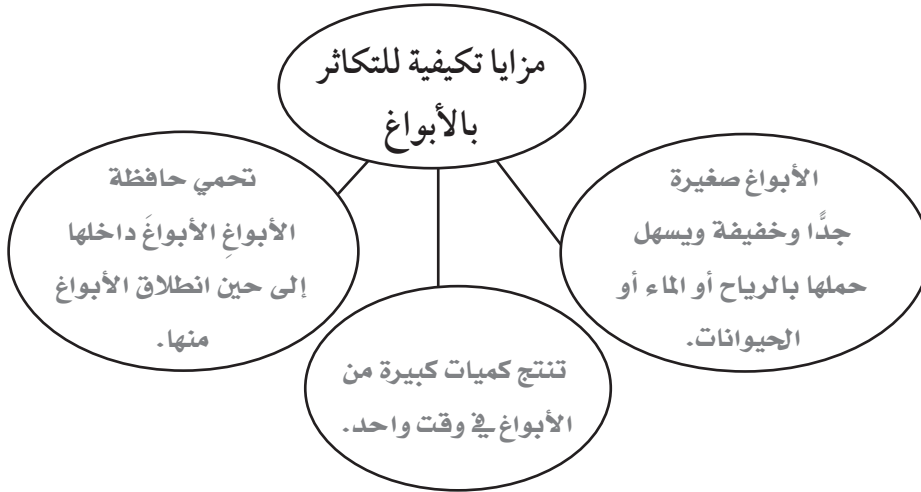 مزايا تكيفية للتكاثر
بالأبواغ
الأبواغ صغيرة
جدًّا وخفيفة ويسهل
حملها بالرياح أو الماء أو
الحيوانات.
تنتج كميات كبيرة من
الأبواغ في وقت واحد.
تحمي حافظة
الأبواغِ الأبواغَ داخلها
إلى حين انطلاق الأبواغ
منها.